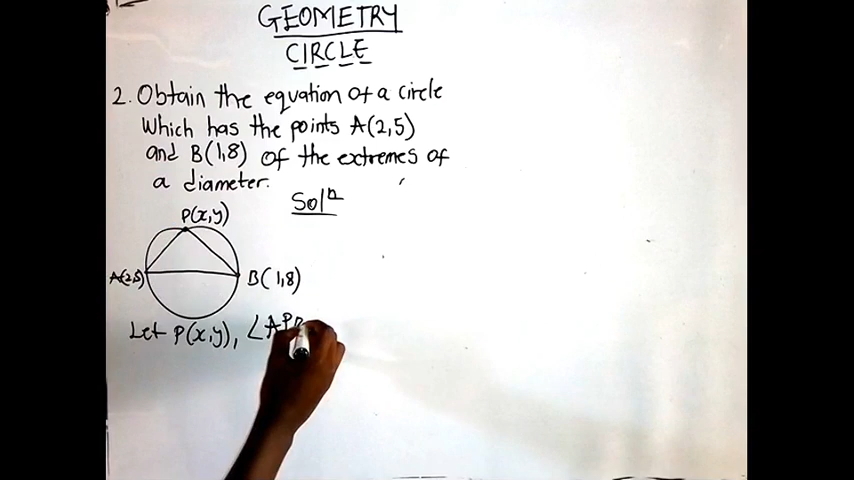 GEOMETRY
CIRCLE
2. Obtain the equation of a circle
which has the points A(2,5)
and B(1,8) of the extremes of
a diameter.
Solⁿ
P(x,y)
A(2,5)
B(1,8)
Let P(x,y), ∠AP